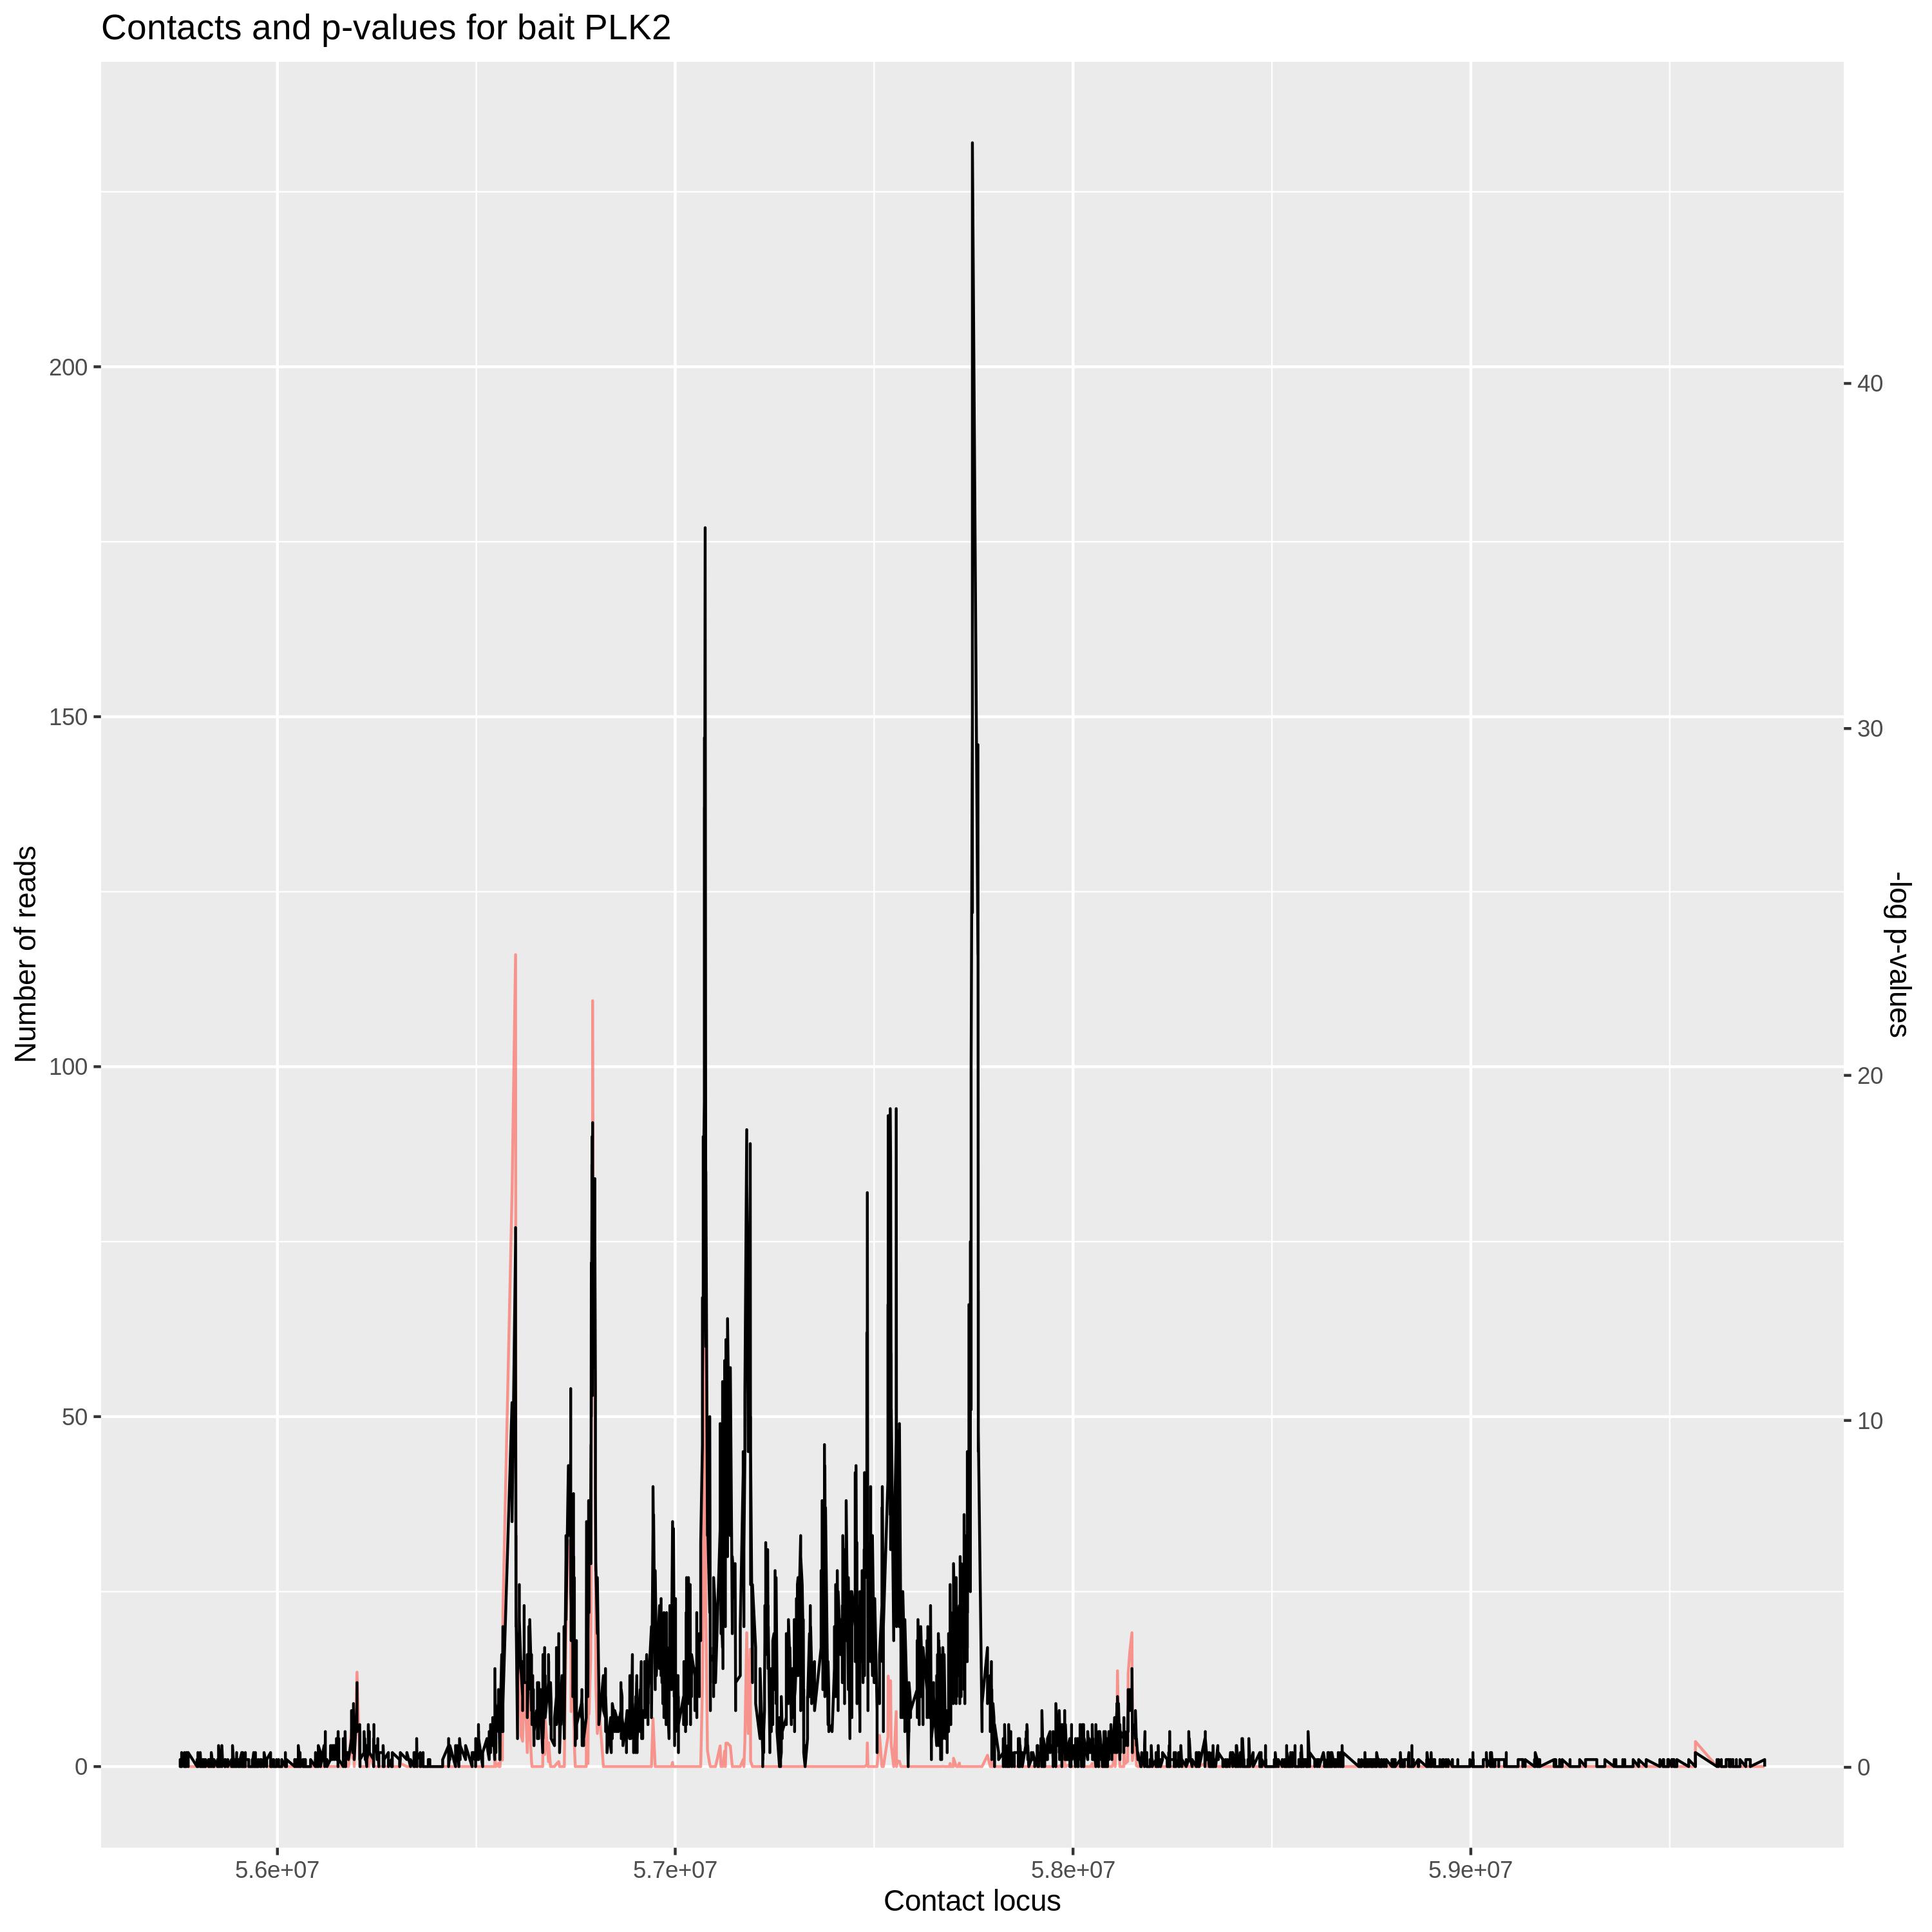 Contacts and p-values for bait PLK2
200
150
100
50
0
Number of reads
40
30
20
10
0
-log p-values
5.6e+07 5.7e+07 5.8e+07 5.9e+07
Contact locus